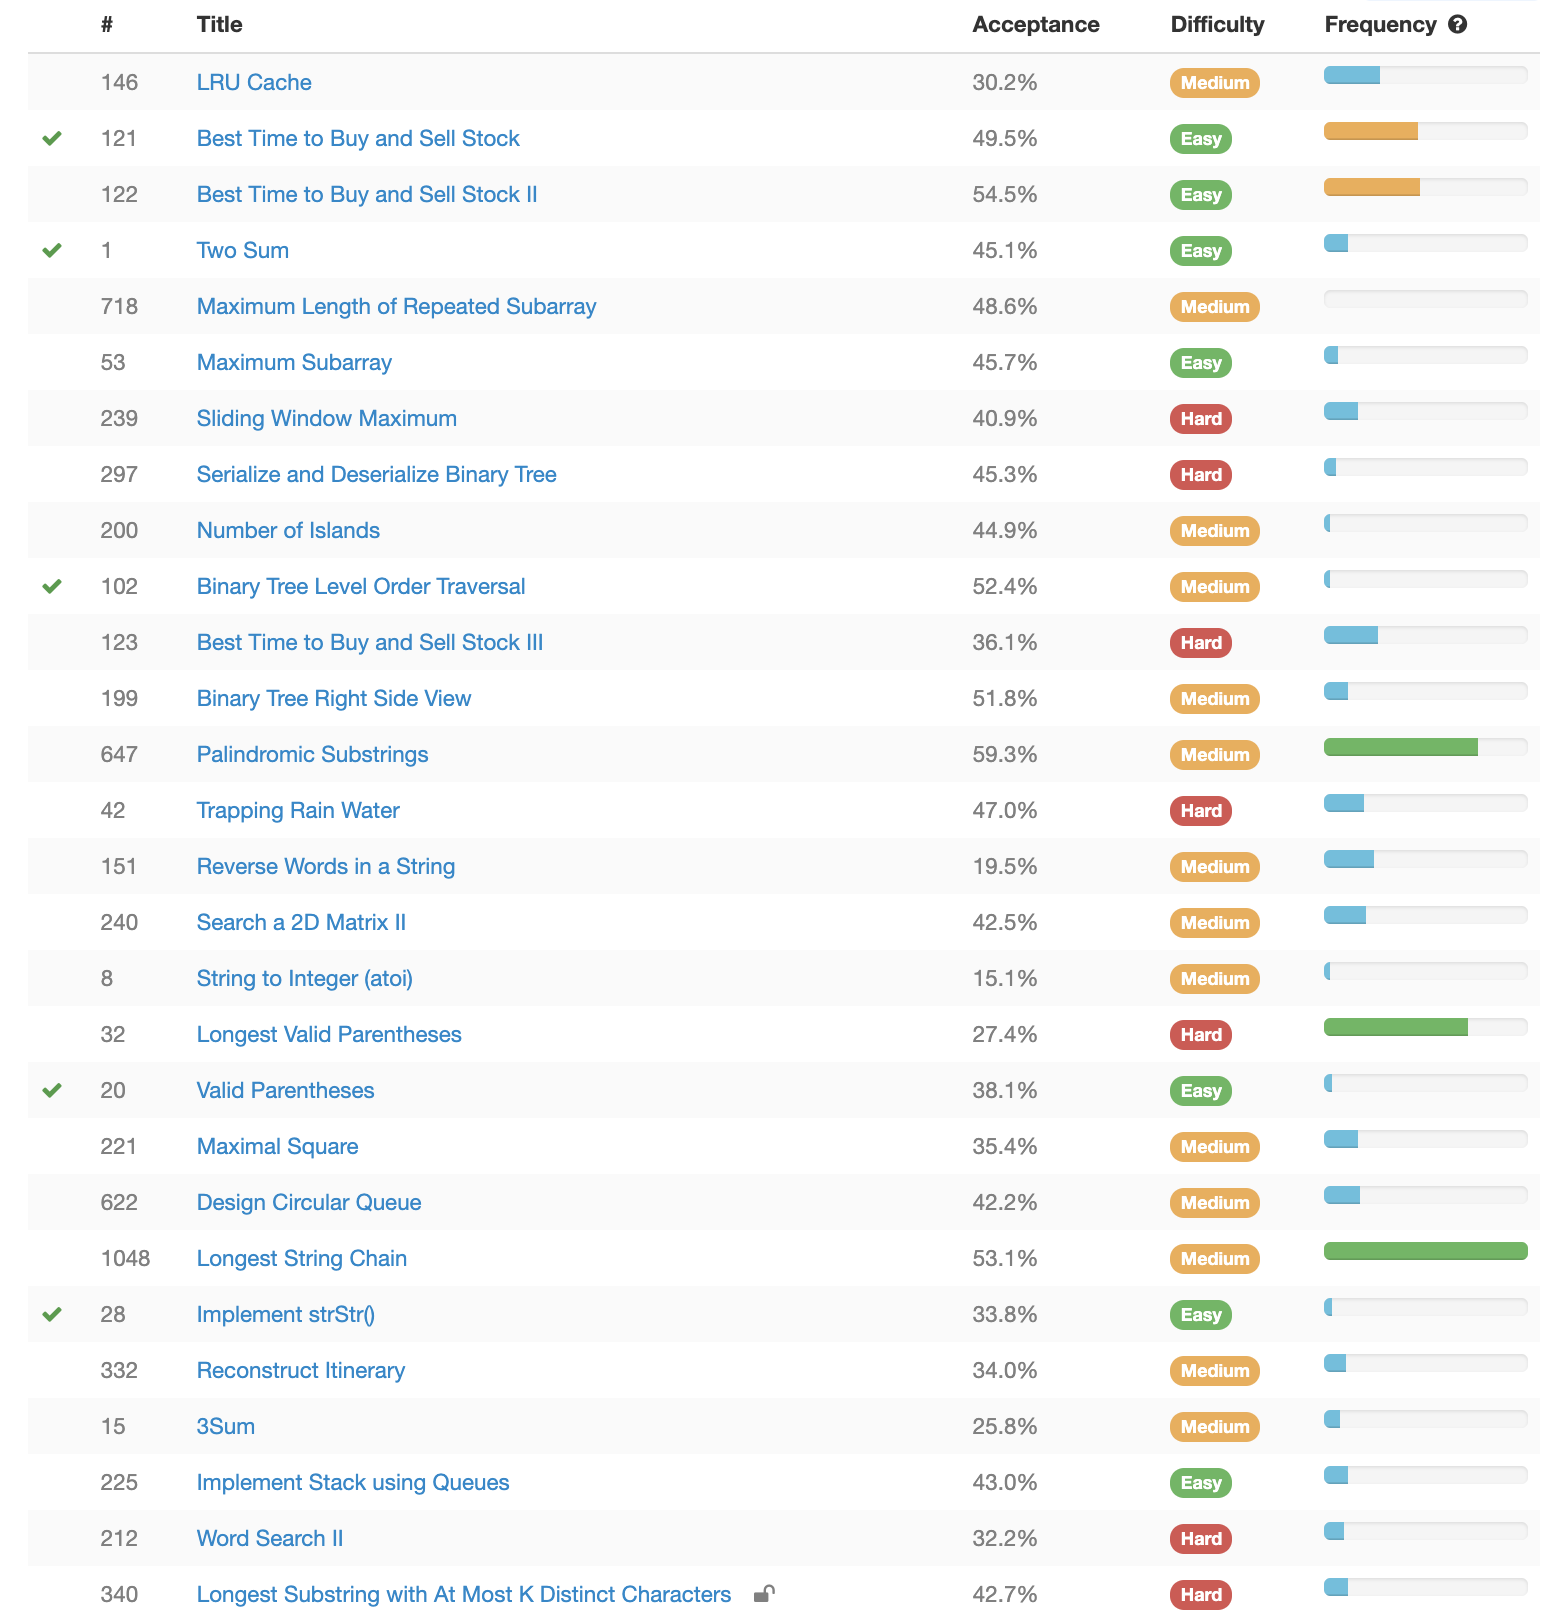 # Title Acceptance Difficulty Frequency ?
146 LRU Cache 30.2% Medium
121 Best Time to Buy and Sell Stock 49.5% Easy
122 Best Time to Buy and Sell Stock II 54.5% Easy
1 Two Sum 45.1% Easy
718 Maximum Length of Repeated Subarray 48.6% Medium
53 Maximum Subarray 45.7% Easy
239 Sliding Window Maximum 40.9% Hard
297 Serialize and Deserialize Binary Tree 45.3% Hard
200 Number of Islands 44.9% Medium
102 Binary Tree Level Order Traversal 52.4% Medium
123 Best Time to Buy and Sell Stock III 36.1% Hard
199 Binary Tree Right Side View 51.8% Medium
647 Palindromic Substrings 59.3% Medium
42 Trapping Rain Water 47.0% Hard
151 Reverse Words in a String 19.5% Medium
240 Search a 2D Matrix II 42.5% Medium
8 String to Integer (atoi) 15.1% Medium
32 Longest Valid Parentheses 27.4% Hard
20 Valid Parentheses 38.1% Easy
221 Maximal Square 35.4% Medium
622 Design Circular Queue 42.2% Medium
1048 Longest String Chain 53.1% Medium
28 Implement strStr() 33.8% Easy
332 Reconstruct Itinerary 34.0% Medium
15 3Sum 25.8% Medium
225 Implement Stack using Queues 43.0% Easy
212 Word Search II 32.2% Hard
340 Longest Substring with At Most K Distinct Characters 42.7% Hard